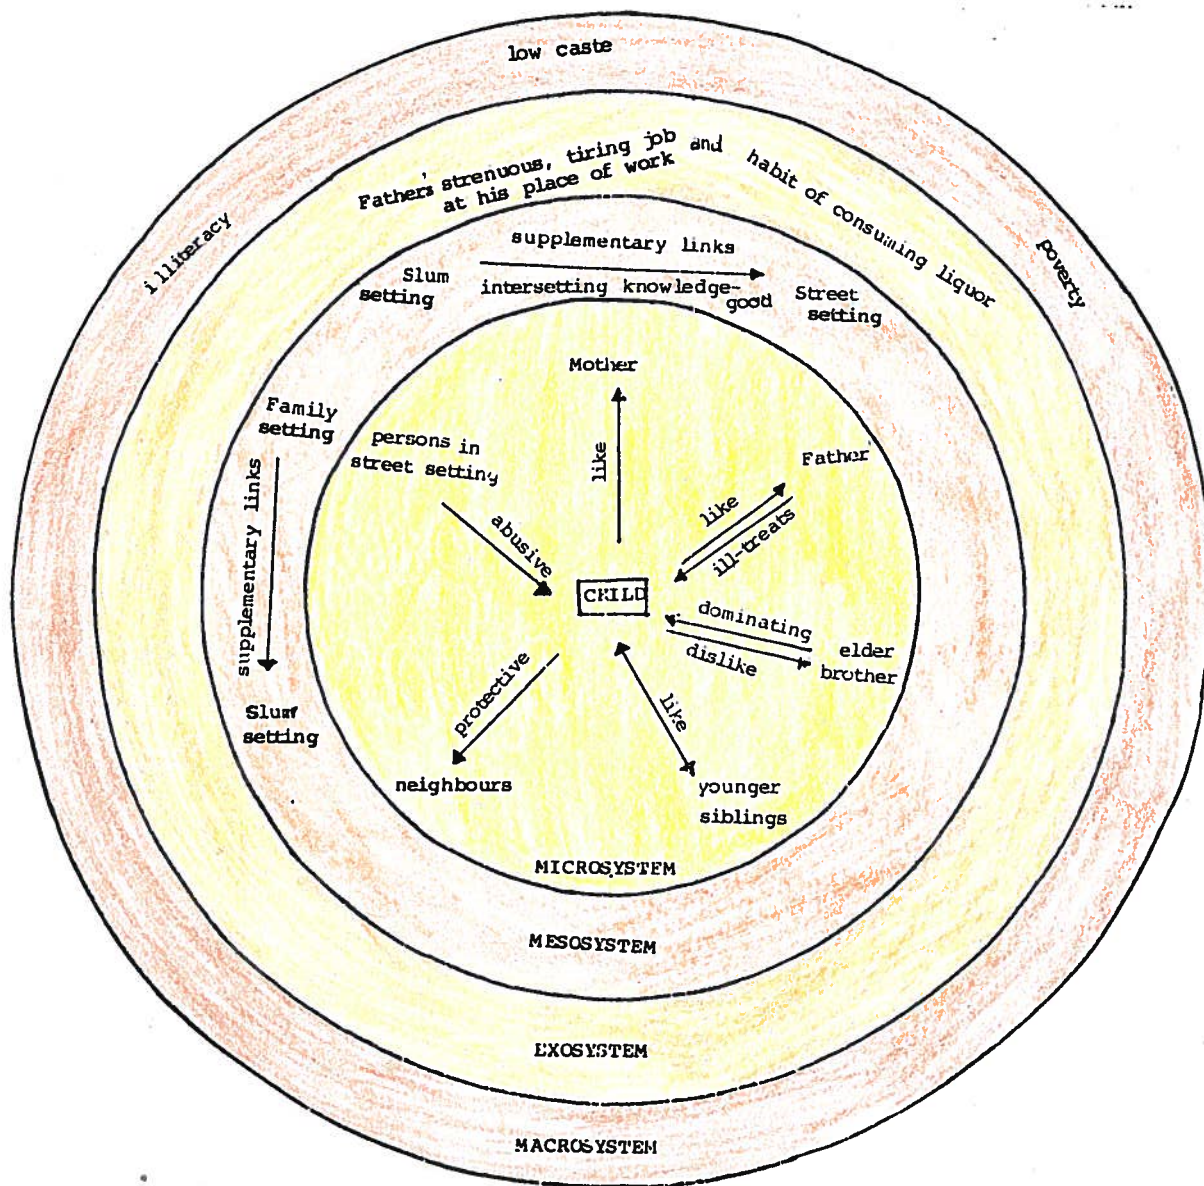 low caste
illiteracy
poverty
Father's strenuous, tiring job and habit of consuming liquor
at his place of work
supplementary links
Slum
setting
intersetting knowledge-
good
Street
setting
Family
setting
supplementary links
Slum
setting
Mother
like
persons in
street setting
abusive
Father
like
ill-treats
CHILD
dominating
dislike
elder
brother
protective
neighbours
like
younger
siblings
MICROSYSTEM
MESOSYSTEM
EXOSYSTEM
MACROSYSTEM